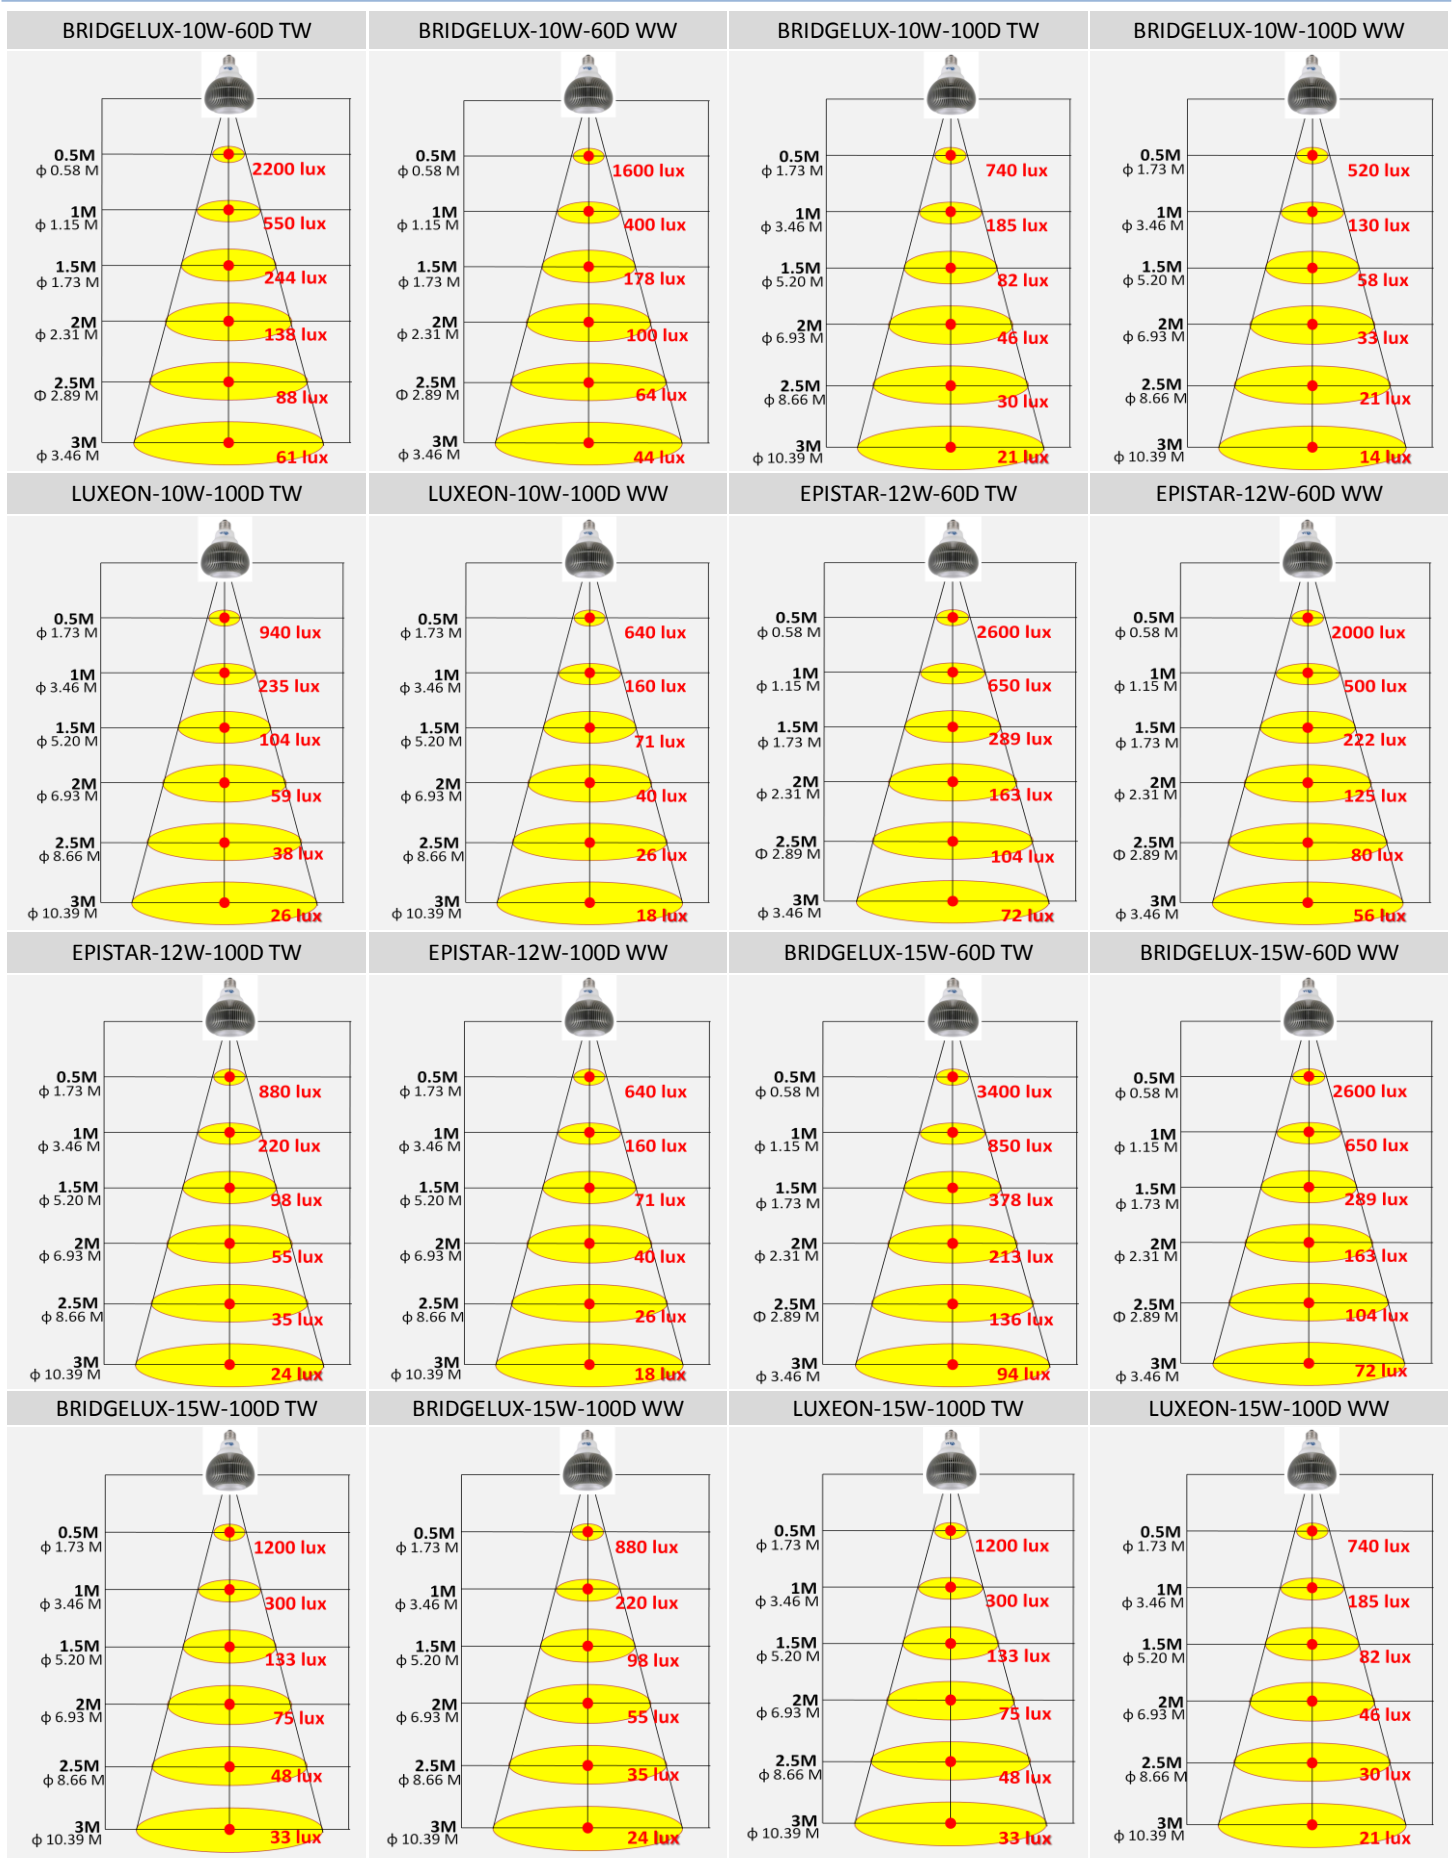 BRIDGELUX-10W-60D TW
0.5M
ϕ 0.58 M
2200 lux
1M
ϕ 1.15 M
550 lux
1.5M
ϕ 1.73 M
244 lux
2M
ϕ 2.31 M
138 lux
2.5M
Φ 2.89 M
88 lux
3M
ϕ 3.46 M
61 lux
BRIDGELUX-10W-60D WW
0.5M
ϕ 0.58 M
1600 lux
1M
ϕ 1.15 M
400 lux
1.5M
ϕ 1.73 M
178 lux
2M
ϕ 2.31 M
100 lux
2.5M
Φ 2.89 M
64 lux
3M
ϕ 3.46 M
44 lux
BRIDGELUX-10W-100D TW
0.5M
ϕ 1.73 M
740 lux
1M
ϕ 3.46 M
185 lux
1.5M
ϕ 5.20 M
82 lux
2M
ϕ 6.93 M
46 lux
2.5M
ϕ 8.66 M
30 lux
3M
ϕ 10.39 M
21 lux
BRIDGELUX-10W-100D WW
0.5M
ϕ 1.73 M
520 lux
1M
ϕ 3.46 M
130 lux
1.5M
ϕ 5.20 M
58 lux
2M
ϕ 6.93 M
33 lux
2.5M
ϕ 8.66 M
21 lux
3M
ϕ 10.39 M
14 lux
LUXEON-10W-100D TW
0.5M
ϕ 1.73 M
940 lux
1M
ϕ 3.46 M
235 lux
1.5M
ϕ 5.20 M
104 lux
2M
ϕ 6.93 M
59 lux
2.5M
ϕ 8.66 M
38 lux
3M
ϕ 10.39 M
26 lux
LUXEON-10W-100D WW
0.5M
ϕ 1.73 M
640 lux
1M
ϕ 3.46 M
160 lux
1.5M
ϕ 5.20 M
71 lux
2M
ϕ 6.93 M
40 lux
2.5M
ϕ 8.66 M
26 lux
3M
ϕ 10.39 M
18 lux
EPISTAR-12W-60D TW
0.5M
ϕ 0.58 M
2600 lux
1M
ϕ 1.15 M
650 lux
1.5M
ϕ 1.73 M
289 lux
2M
ϕ 2.31 M
163 lux
2.5M
Φ 2.89 M
104 lux
3M
ϕ 3.46 M
72 lux
EPISTAR-12W-60D WW
0.5M
ϕ 0.58 M
2000 lux
1M
ϕ 1.15 M
500 lux
1.5M
ϕ 1.73 M
222 lux
2M
ϕ 2.31 M
125 lux
2.5M
Φ 2.89 M
80 lux
3M
ϕ 3.46 M
56 lux
EPISTAR-12W-100D TW
0.5M
ϕ 1.73 M
880 lux
1M
ϕ 3.46 M
220 lux
1.5M
ϕ 5.20 M
98 lux
2M
ϕ 6.93 M
55 lux
2.5M
ϕ 8.66 M
35 lux
3M
ϕ 10.39 M
24 lux
EPISTAR-12W-100D WW
0.5M
ϕ 1.73 M
640 lux
1M
ϕ 3.46 M
160 lux
1.5M
ϕ 5.20 M
71 lux
2M
ϕ 6.93 M
40 lux
2.5M
ϕ 8.66 M
26 lux
3M
ϕ 10.39 M
18 lux
BRIDGELUX-15W-60D TW
0.5M
ϕ 0.58 M
3400 lux
1M
ϕ 1.15 M
850 lux
1.5M
ϕ 1.73 M
378 lux
2M
ϕ 2.31 M
213 lux
2.5M
Φ 2.89 M
136 lux
3M
ϕ 3.46 M
94 lux
BRIDGELUX-15W-60D WW
0.5M
ϕ 0.58 M
2600 lux
1M
ϕ 1.15 M
650 lux
1.5M
ϕ 1.73 M
289 lux
2M
ϕ 2.31 M
163 lux
2.5M
Φ 2.89 M
104 lux
3M
ϕ 3.46 M
72 lux
BRIDGELUX-15W-100D TW
0.5M
ϕ 1.73 M
1200 lux
1M
ϕ 3.46 M
300 lux
1.5M
ϕ 5.20 M
133 lux
2M
ϕ 6.93 M
75 lux
2.5M
ϕ 8.66 M
48 lux
3M
ϕ 10.39 M
33 lux
BRIDGELUX-15W-100D WW
0.5M
ϕ 1.73 M
880 lux
1M
ϕ 3.46 M
220 lux
1.5M
ϕ 5.20 M
98 lux
2M
ϕ 6.93 M
55 lux
2.5M
ϕ 8.66 M
35 lux
3M
ϕ 10.39 M
24 lux
LUXEON-15W-100D TW
0.5M
ϕ 1.73 M
1200 lux
1M
ϕ 3.46 M
300 lux
1.5M
ϕ 5.20 M
133 lux
2M
ϕ 6.93 M
75 lux
2.5M
ϕ 8.66 M
48 lux
3M
ϕ 10.39 M
33 lux
LUXEON-15W-100D WW
0.5M
ϕ 1.73 M
740 lux
1M
ϕ 3.46 M
185 lux
1.5M
ϕ 5.20 M
82 lux
2M
ϕ 6.93 M
46 lux
2.5M
ϕ 8.66 M
30 lux
3M
ϕ 10.39 M
21 lux